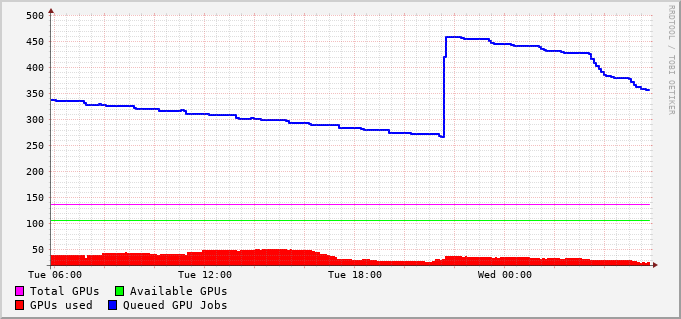 500
450
400
350
300
250
200
150
100
50
Tue 06:00 Tue 12:00 Tue 18:00 Wed 00:00
Total GPUs Available GPUs
GPUs used Queued GPU Jobs
RRDTOOL / TOBI OETIKER